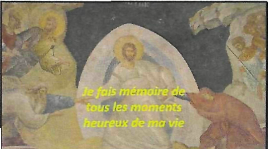 Je fais mémoire de
tous les moments
heureux de ma vie